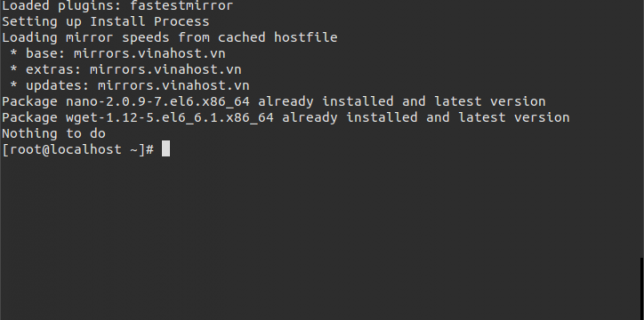 Loaded plugins: fastestmirror
Setting up Install Process
Loading mirror speeds from cached hostfile
 * base: mirrors.vinahost.vn
 * extras: mirrors.vinahost.vn
 * updates: mirrors.vinahost.vn
Package nano-2.0.9-7.el6.x86_64 already installed and latest version
Package wget-1.12-5.el6_6.1.x86_64 already installed and latest version
Nothing to do
[root@localhost ~]#